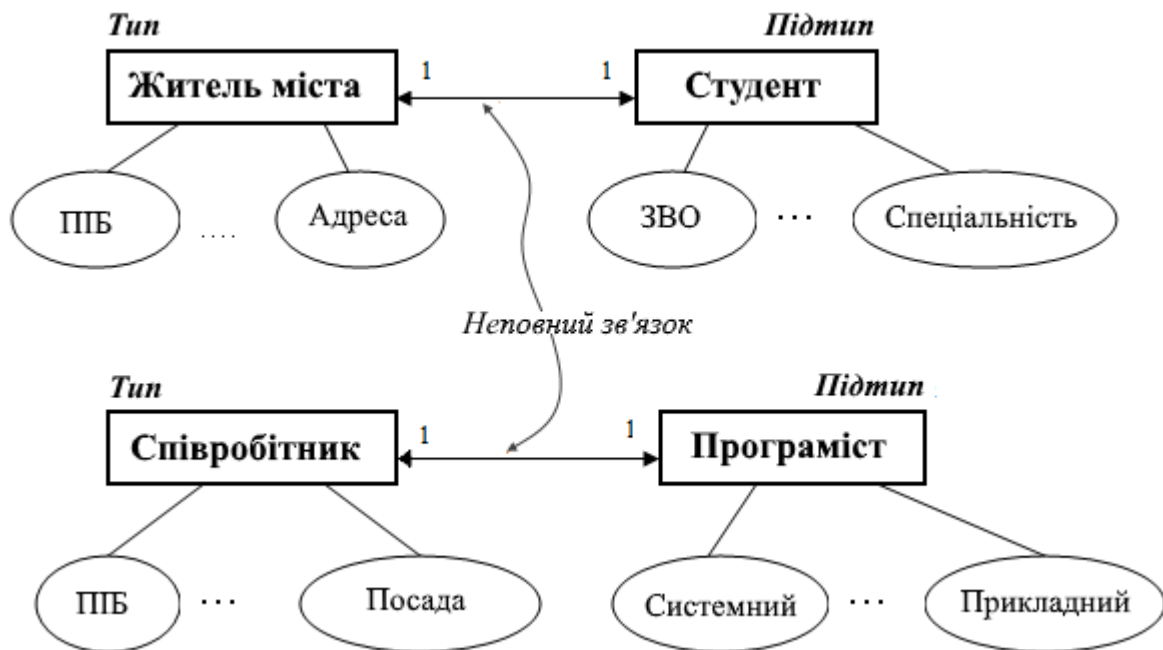 Тип Підтип
1 1
Житель міста Студент
ПІБ .... Адреса ЗВО ... Спеціальність
Неповний зв'язок
Тип Підтип
1 1
Співробітник Програміст
ПІБ ... Посада Системний ... Прикладний